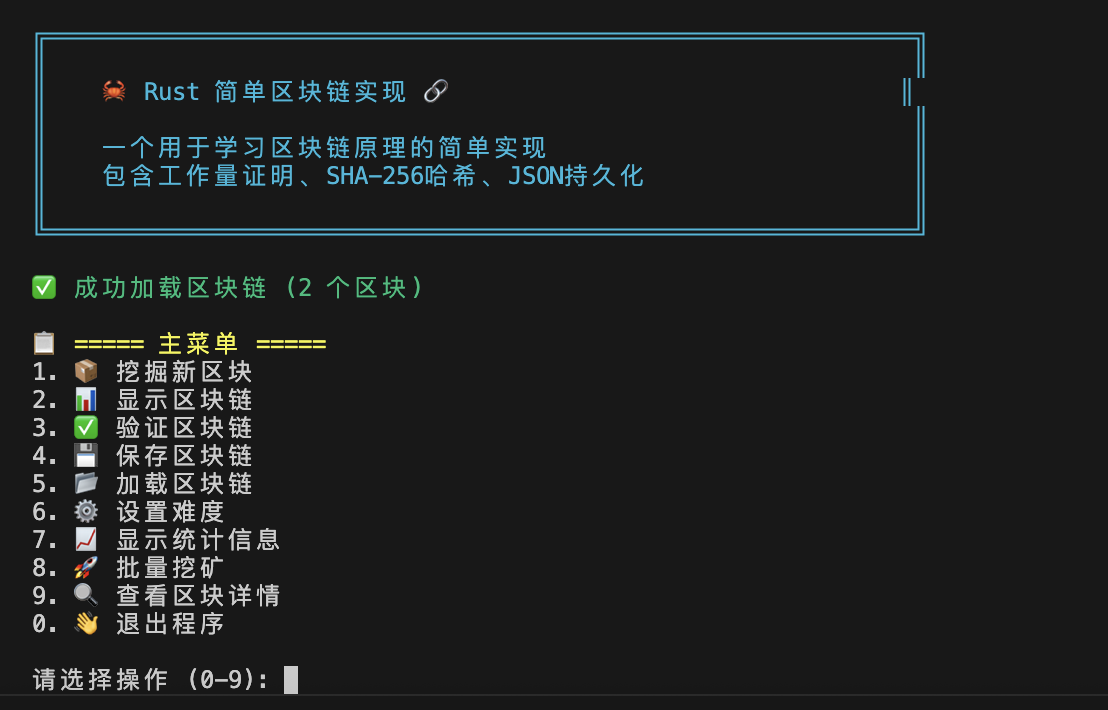 🦀 Rust 简单区块链实现 🔗
一个用于学习区块链原理的简单实现
包含工作量证明、SHA-256哈希、JSON持久化
✅ 成功加载区块链 (2 个区块)
📋 ===== 主菜单 =====
1. 📦 挖掘新区块
2. 📊 显示区块链
3. ✅ 验证区块链
4. 💾 保存区块链
5. 📂 加载区块链
6. ⚙️ 设置难度
7. 📈 显示统计信息
8. 🚀 批量挖矿
9. 🔍 查看区块详情
0. 👋 退出程序
请选择操作 (0-9):